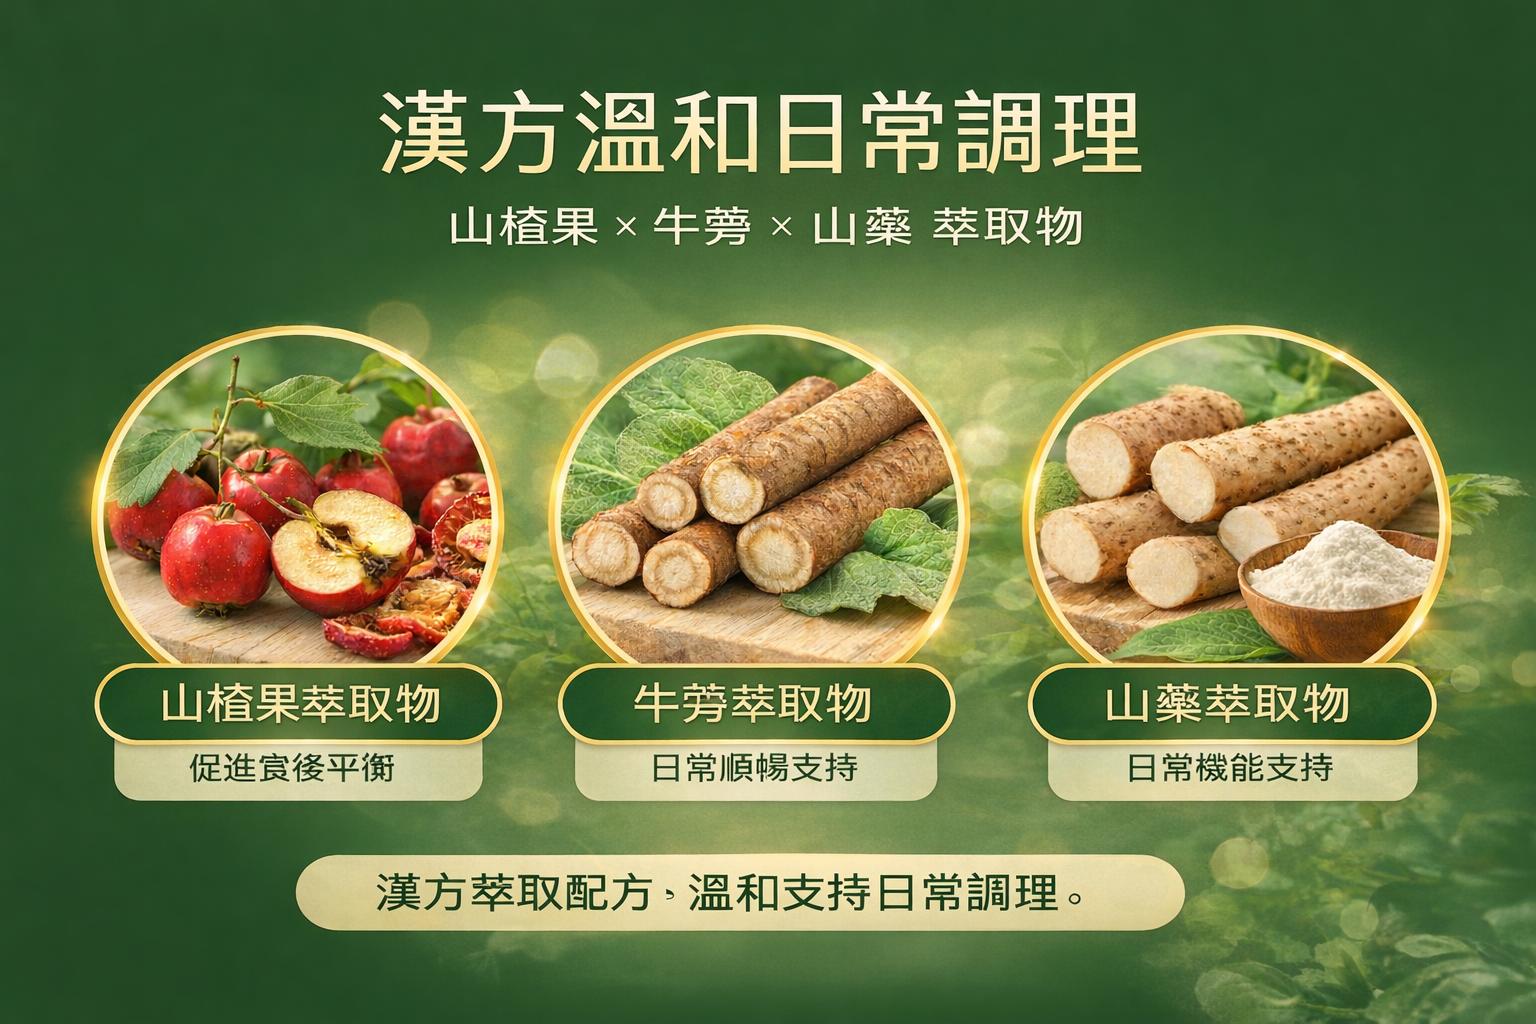 漢方溫和日常調理
山楂果 × 牛蒡 × 山藥 萃取物
山楂果萃取物
促進食後平衡
牛蒡萃取物
日常順暢支持
山藥萃取物
日常機能支持
漢方萃取配方，溫和支持日常調理。